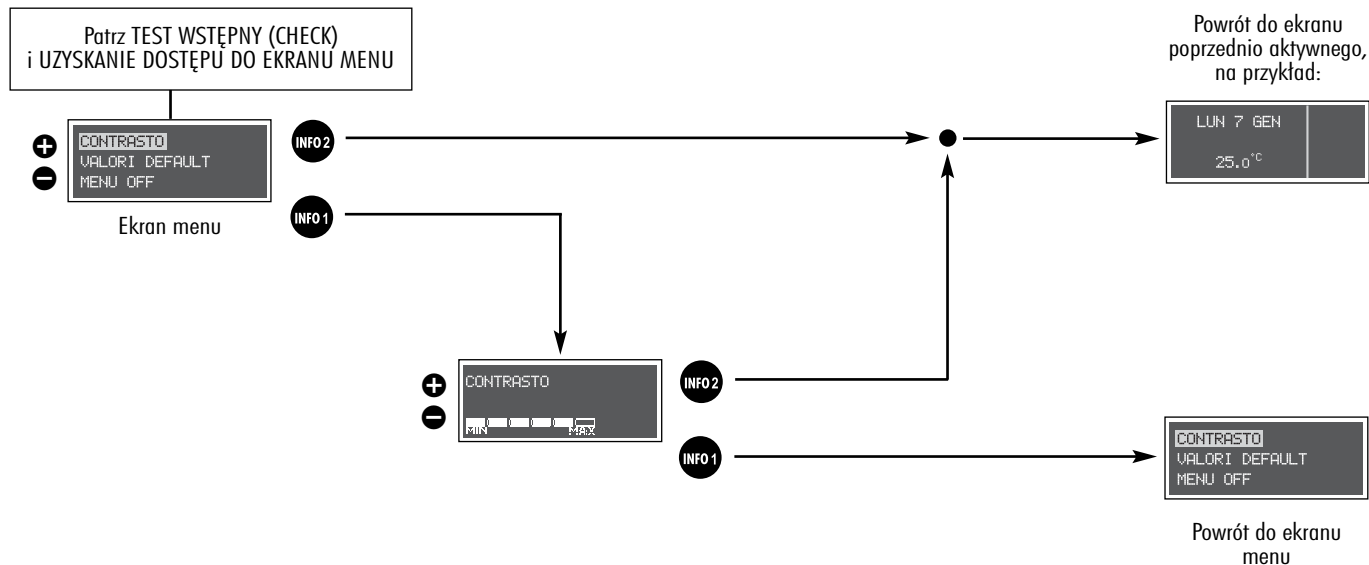 Patrz TEST WSTĘPNY (CHECK)
i UZYSKANIE DOSTĘPU DO EKRANU MENU
CONTRASTO
VALORI DEFAULT
MENU OFF
Ekran menu
INFO 2
INFO 1
Powrót do ekranu
poprzednio aktywnego,
na przykład:
LUN 7 GEN
25.0°C
CONTRASTO
MIN MAX
INFO 2
INFO 1
CONTRASTO
VALORI DEFAULT
MENU OFF
Powrót do ekranu
menu